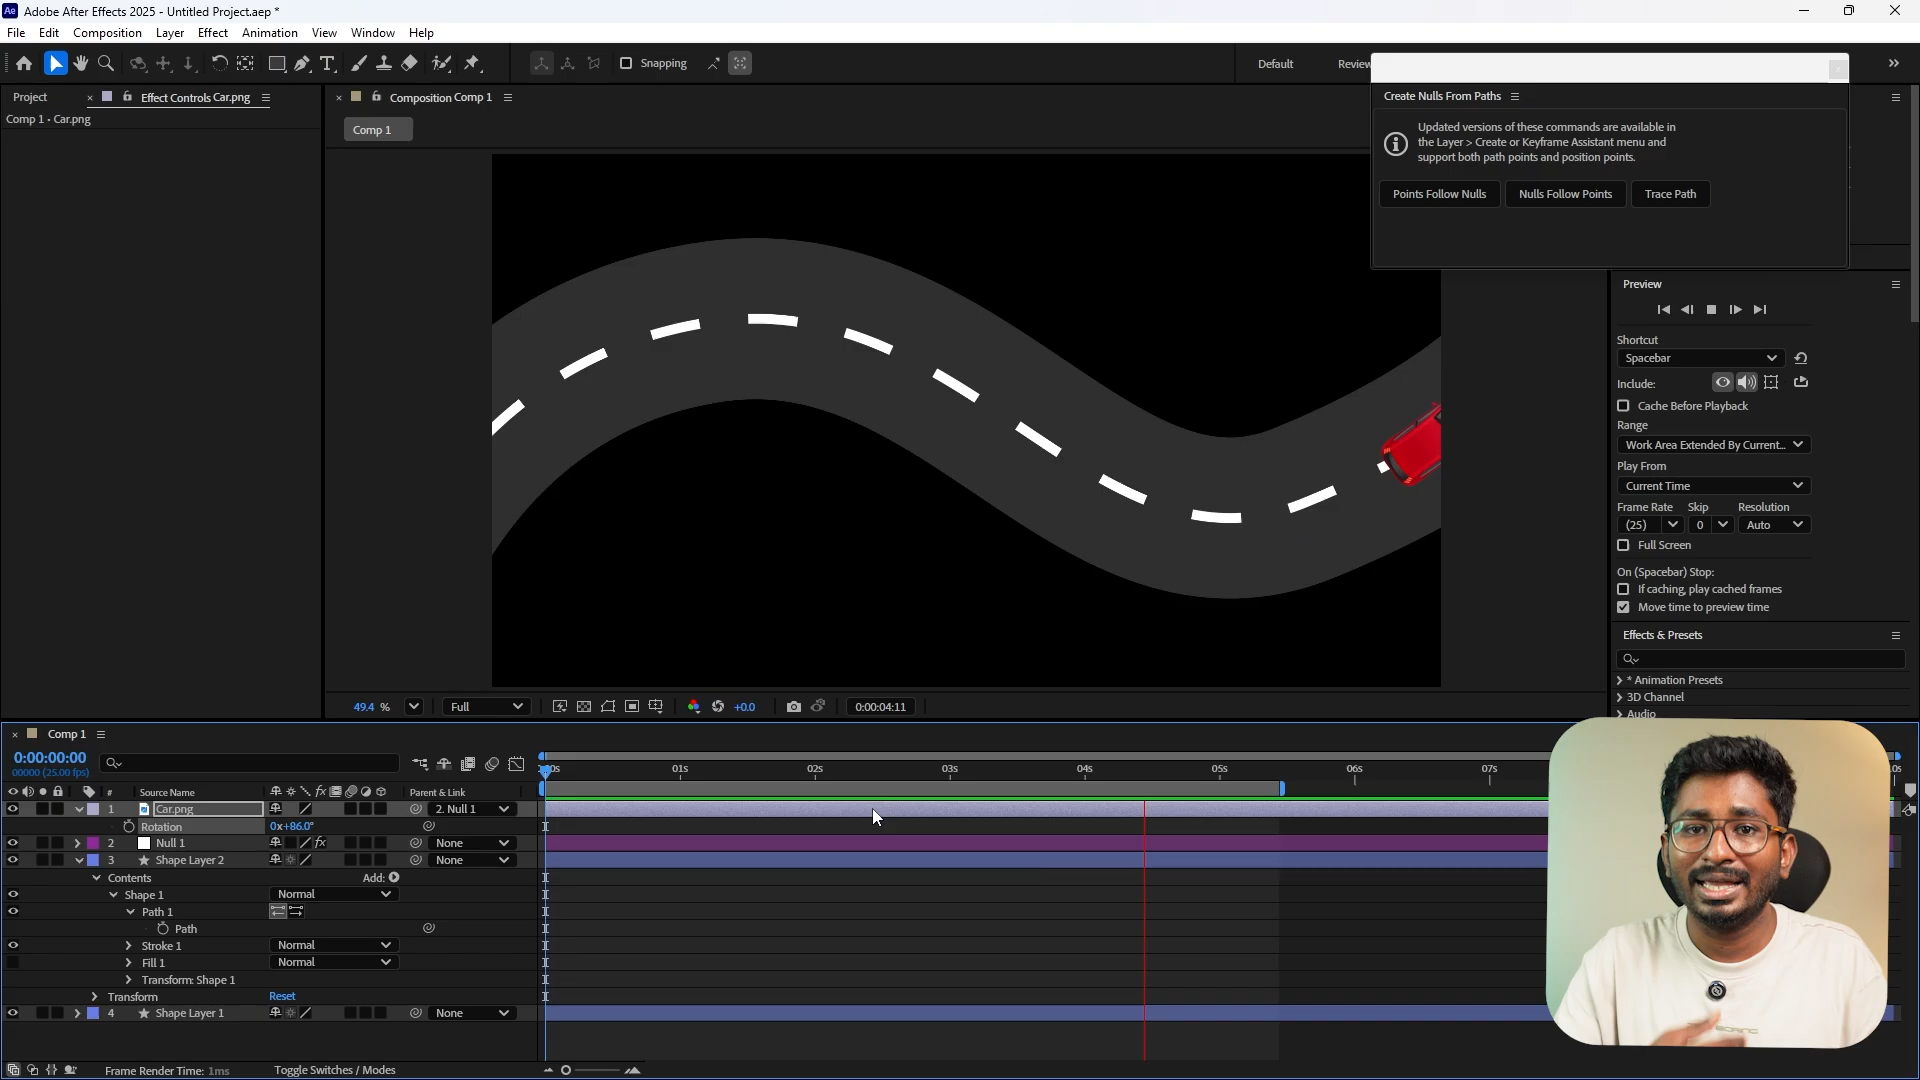 Ae Adobe After Effects 2025 - Untitled Project.aep *
File Edit Composition Layer Effect Animation View Window Help
Snapping
Default
Review
Project
Effect Controls Car.png
Comp 1 • Car.png
Composition Comp 1
Comp 1
Create Nulls From Paths
Updated versions of these commands are available in
the Layer > Create or Keyframe Assistant menu and
support both path points and position points.
Points Follow Nulls
Nulls Follow Points
Trace Path
Preview
Shortcut
Spacebar
Include:
Cache Before Playback
Range
Work Area Extended By Current...
Play From
Current Time
Frame Rate Skip Resolution
(25) 0 Auto
Full Screen
On (Spacebar) Stop:
If caching, play cached frames
Move time to preview time
Effects & Presets
* Animation Presets
3D Channel
Audio
49.4 %
Full
+0.0
0:00:04:11
Comp 1
0:00:00:00
00000 (25.00 fps)
01s 02s 03s 04s 05s 06s 07s
# Source Name
fx
Parent & Link
1 Car.png 2. Null 1
Rotation 0x+86.0°
2 Null 1 fx None
3 Shape Layer 2 None
Contents Add:
Shape 1 Normal
Path 1
Path
Stroke 1 Normal
Fill 1 Normal
Transform: Shape 1
Transform Reset
4 Shape Layer 1 None
Frame Render Time: 1ms
Toggle Switches / Modes